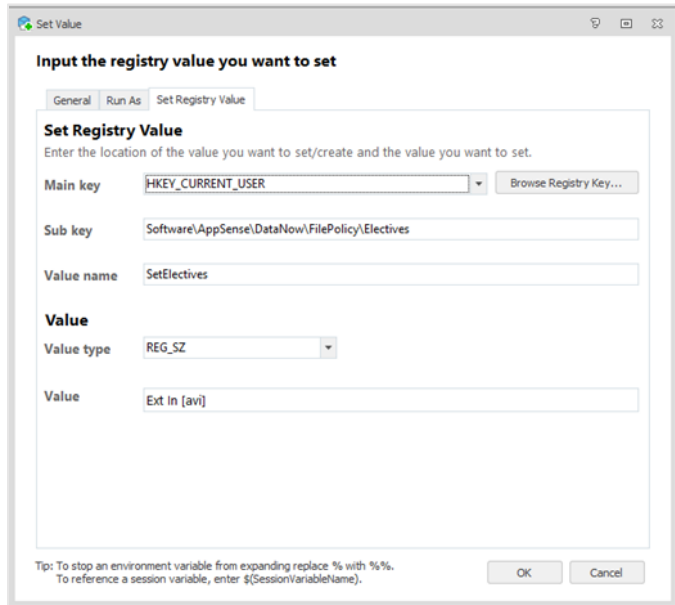 Set Value
Input the registry value you want to set
General Run As Set Registry Value
Set Registry Value
Enter the location of the value you want to set/create and the value you want to set.
Main key HKEY_CURRENT_USER Browse Registry Key...
Sub key Software\AppSense\DataNow\FilePolicy\Electives
Value name SetElectives
Value
Value type REG_SZ
Value Ext In [avi]
Tip: To stop an environment variable from expanding replace % with %%.
To reference a session variable, enter $(SessionVariableName).
OK Cancel